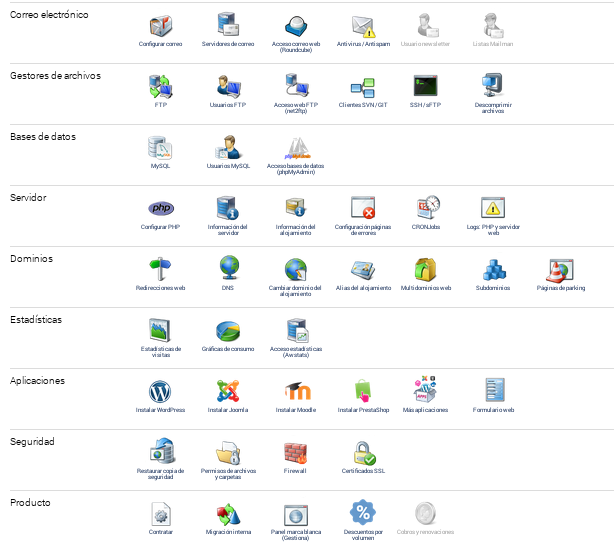 Correo electrónico
Configurar correo
Servidores de correo
Acceso correo web
(Roundcube)
Antivirus / Antispam
Usuario newsletter
Listas Mailman
Gestores de archivos
FTP
Usuarios FTP
Acceso web FTP
(net2ftp)
Clientes SVN / GIT
SSH / sFTP
Descomprimir
archivos
Bases de datos
MySQL
Usuarios MySQL
Acceso bases de datos
(phpMyAdmin)
Servidor
php
Configurar PHP
Información del
servidor
Información del
alojamiento
Configuración páginas
de errores
CRONJobs
Logs: PHP y servidor
web
Dominios
Redirecciones web
DNS
Cambiar dominio del
alojamiento
Alias del alojamiento
Multidominios web
Subdominios
Páginas de parking
Estadísticas
Estadísticas de
visitas
Gráficas de consumo
Acceso estadísticas
(Awstats)
Aplicaciones
Instalar WordPress
Instalar Joomla
Instalar Moodle
Instalar PrestaShop
APPS
Más aplicaciones
Formulario web
Seguridad
Restaurar copia de
seguridad
Permisos de archivos
y carpetas
Firewall
Certificados SSL
Producto
Contratar
Migración interna
Panel marca blanca
(Gestiona)
%
Descuentos por
volumen
Cobros y renovaciones